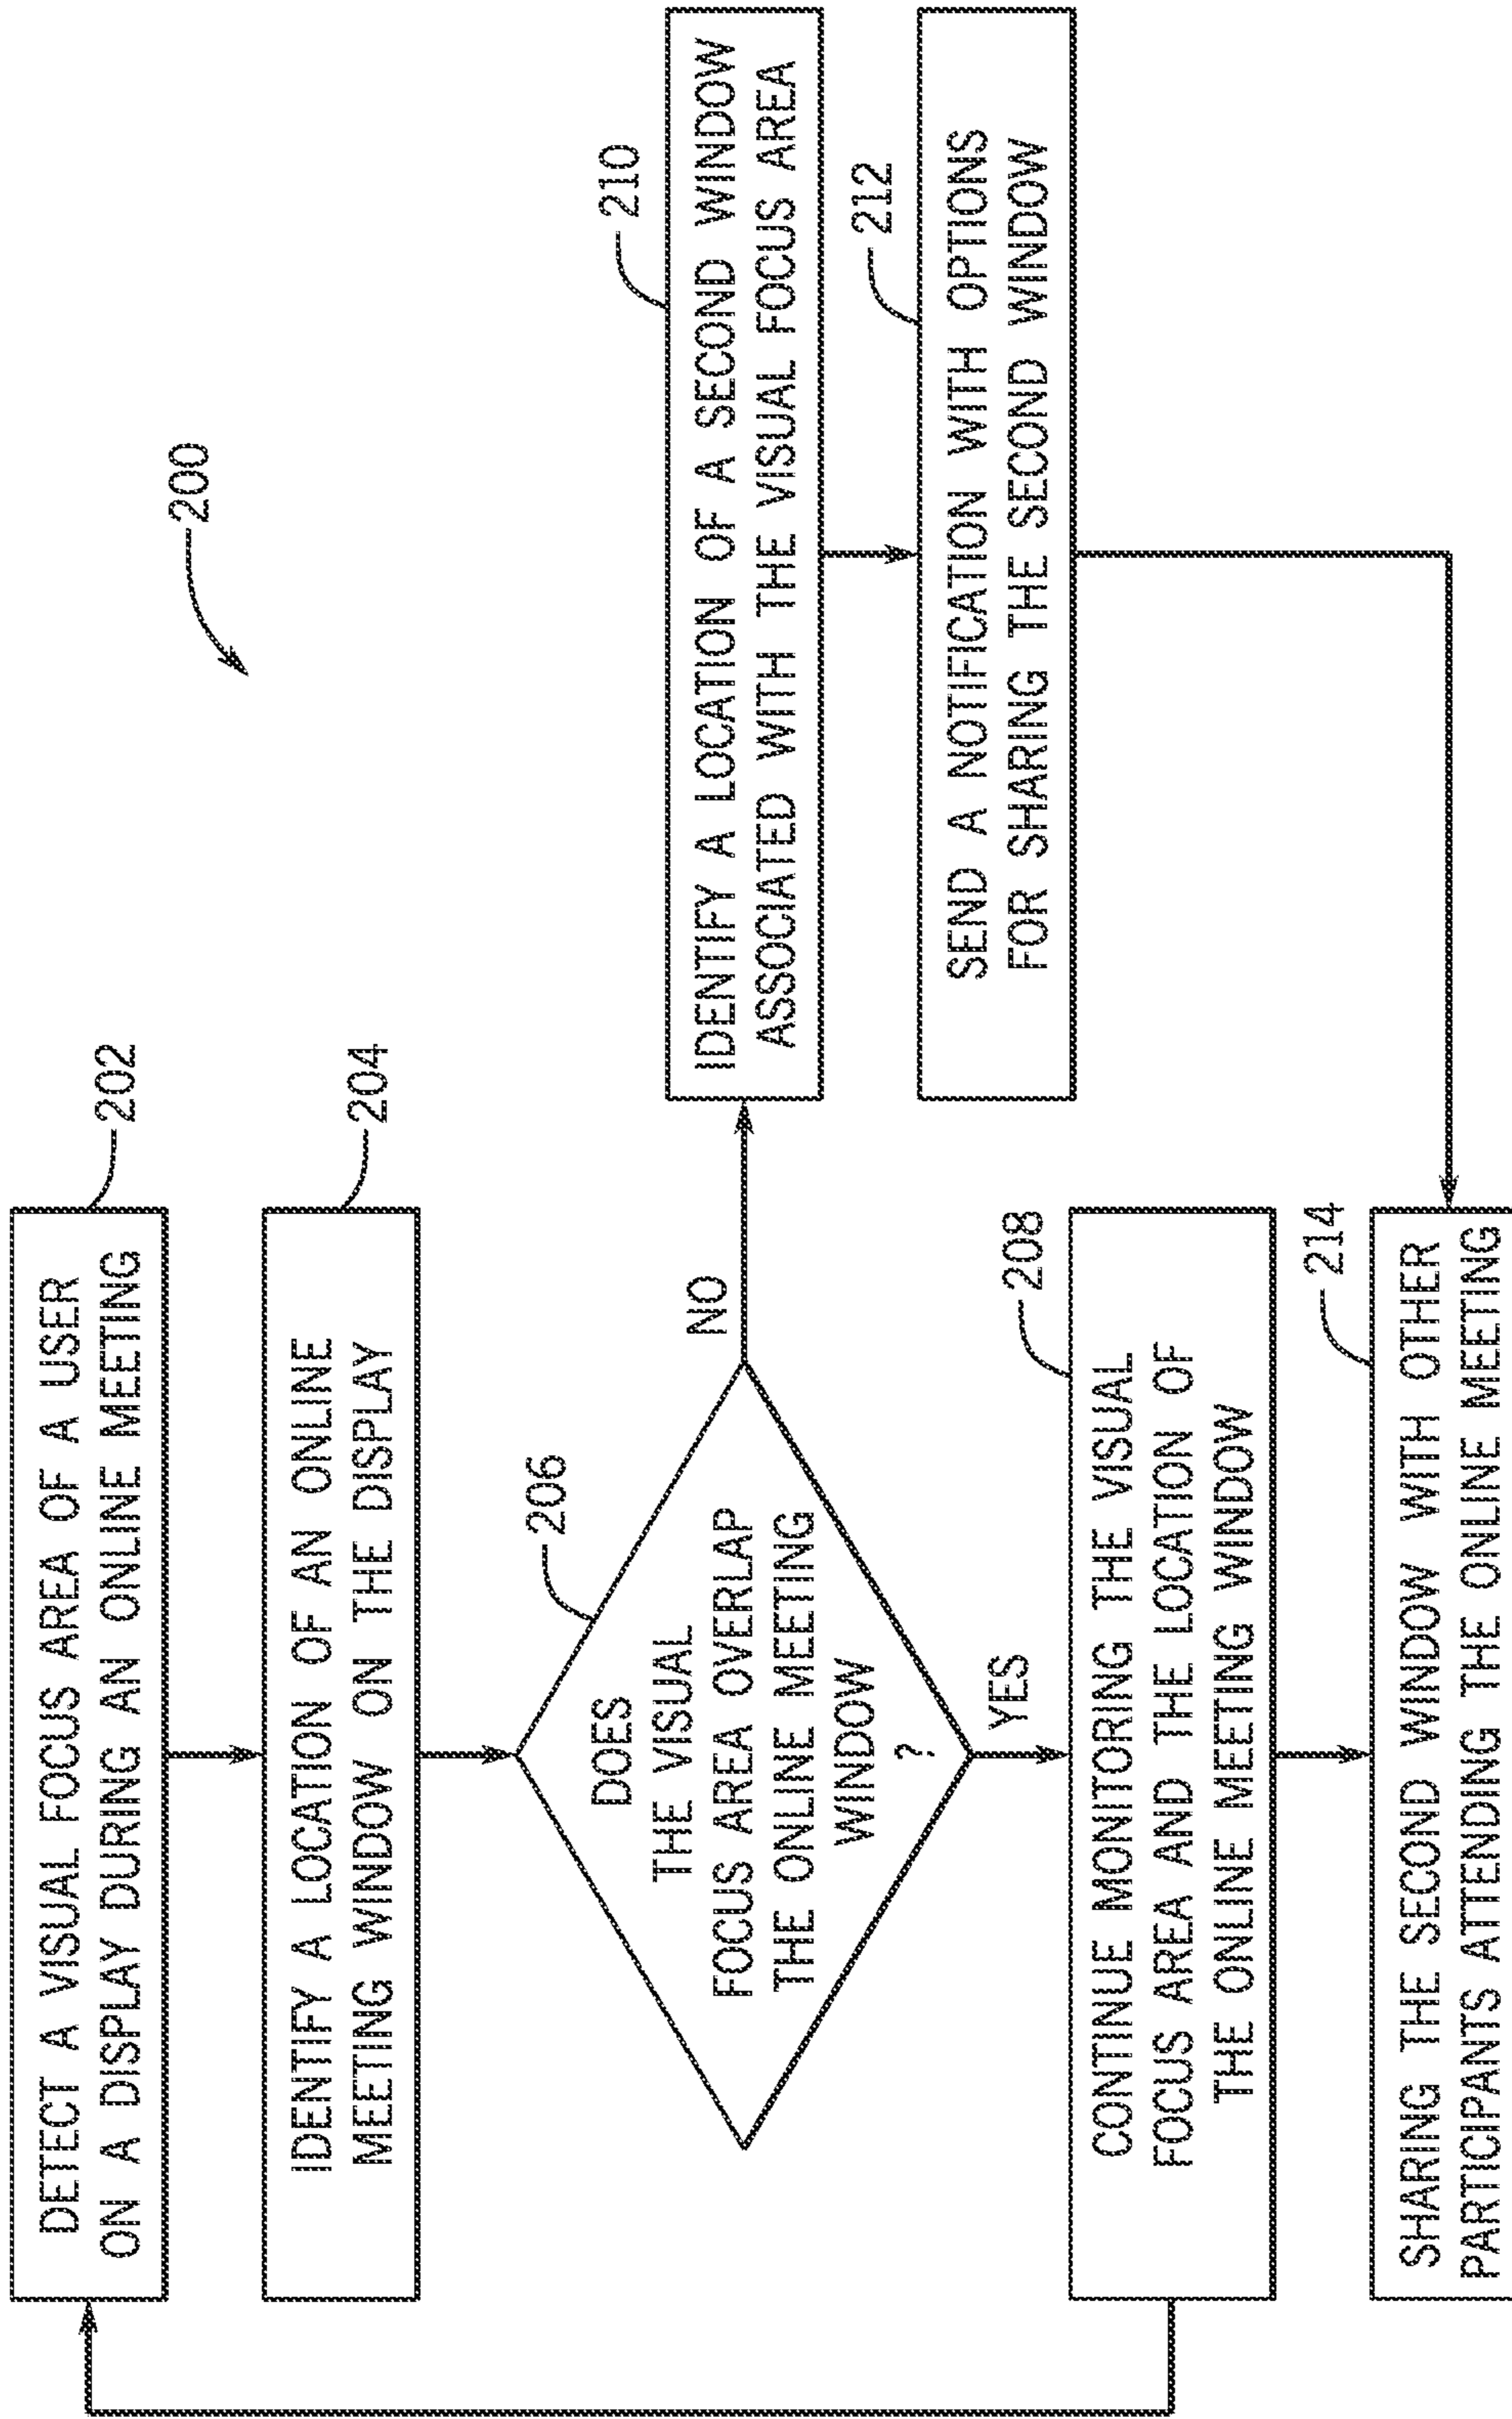 200
202
DETECT A VISUAL FOCUS AREA OF A USER
ON A DISPLAY DURING AN ONLINE MEETING
204
IDENTIFY A LOCATION OF AN ONLINE
MEETING WINDOW ON THE DISPLAY
206
DOES
THE VISUAL
FOCUS AREA OVERLAP
THE ONLINE MEETING
WINDOW
?
NO
YES
210
IDENTIFY A LOCATION OF A SECOND WINDOW
ASSOCIATED WITH THE VISUAL FOCUS AREA
212
SEND A NOTIFICATION WITH OPTIONS
FOR SHARING THE SECOND WINDOW
208
CONTINUE MONITORING THE VISUAL
FOCUS AREA AND THE LOCATION OF
THE ONLINE MEETING WINDOW
214
SHARING THE SECOND WINDOW WITH OTHER
PARTICIPANTS ATTENDING THE ONLINE MEETING